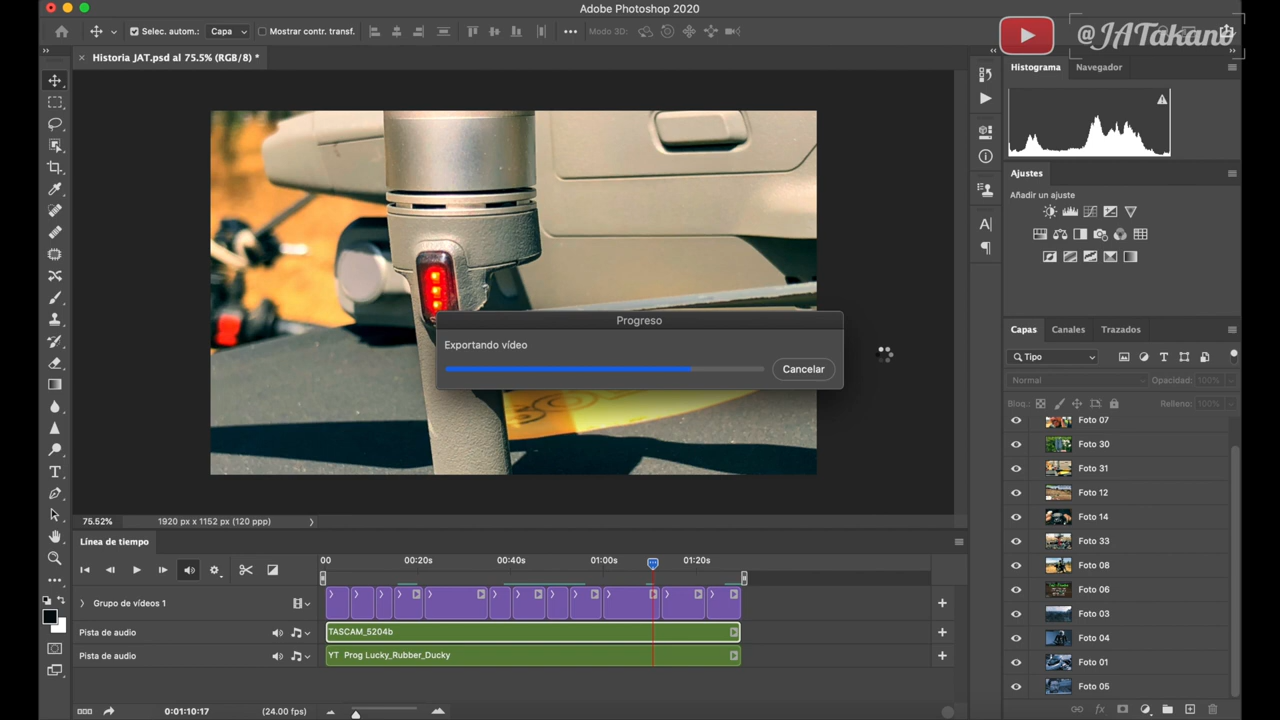 Adobe Photoshop 2020
@JATakano
Selec. autom.:
Capa
Mostrar contr. transf.
Modo 3D:
Historia JAT.psd al 75.5% (RGB/8) *
Histograma
Navegador
Ajustes
Añadir un ajuste
Progreso
Exportando vídeo
Cancelar
Capas
Canales
Trazados
Tipo
Normal
Opacidad: 100%
Bloq.:
Relleno: 100%
Foto 07
Foto 30
Foto 31
Foto 12
Foto 14
Foto 33
Foto 08
Foto 06
Foto 03
Foto 04
Foto 01
Foto 05
75.52%
1920 px x 1152 px (120 ppp)
Línea de tiempo
00
00:20s
00:40s
01:00s
01:20s
Grupo de vídeos 1
Pista de audio
TASCAM_5204b
Pista de audio
YT Prog Lucky_Rubber_Ducky
0:01:10:17
(24.00 fps)